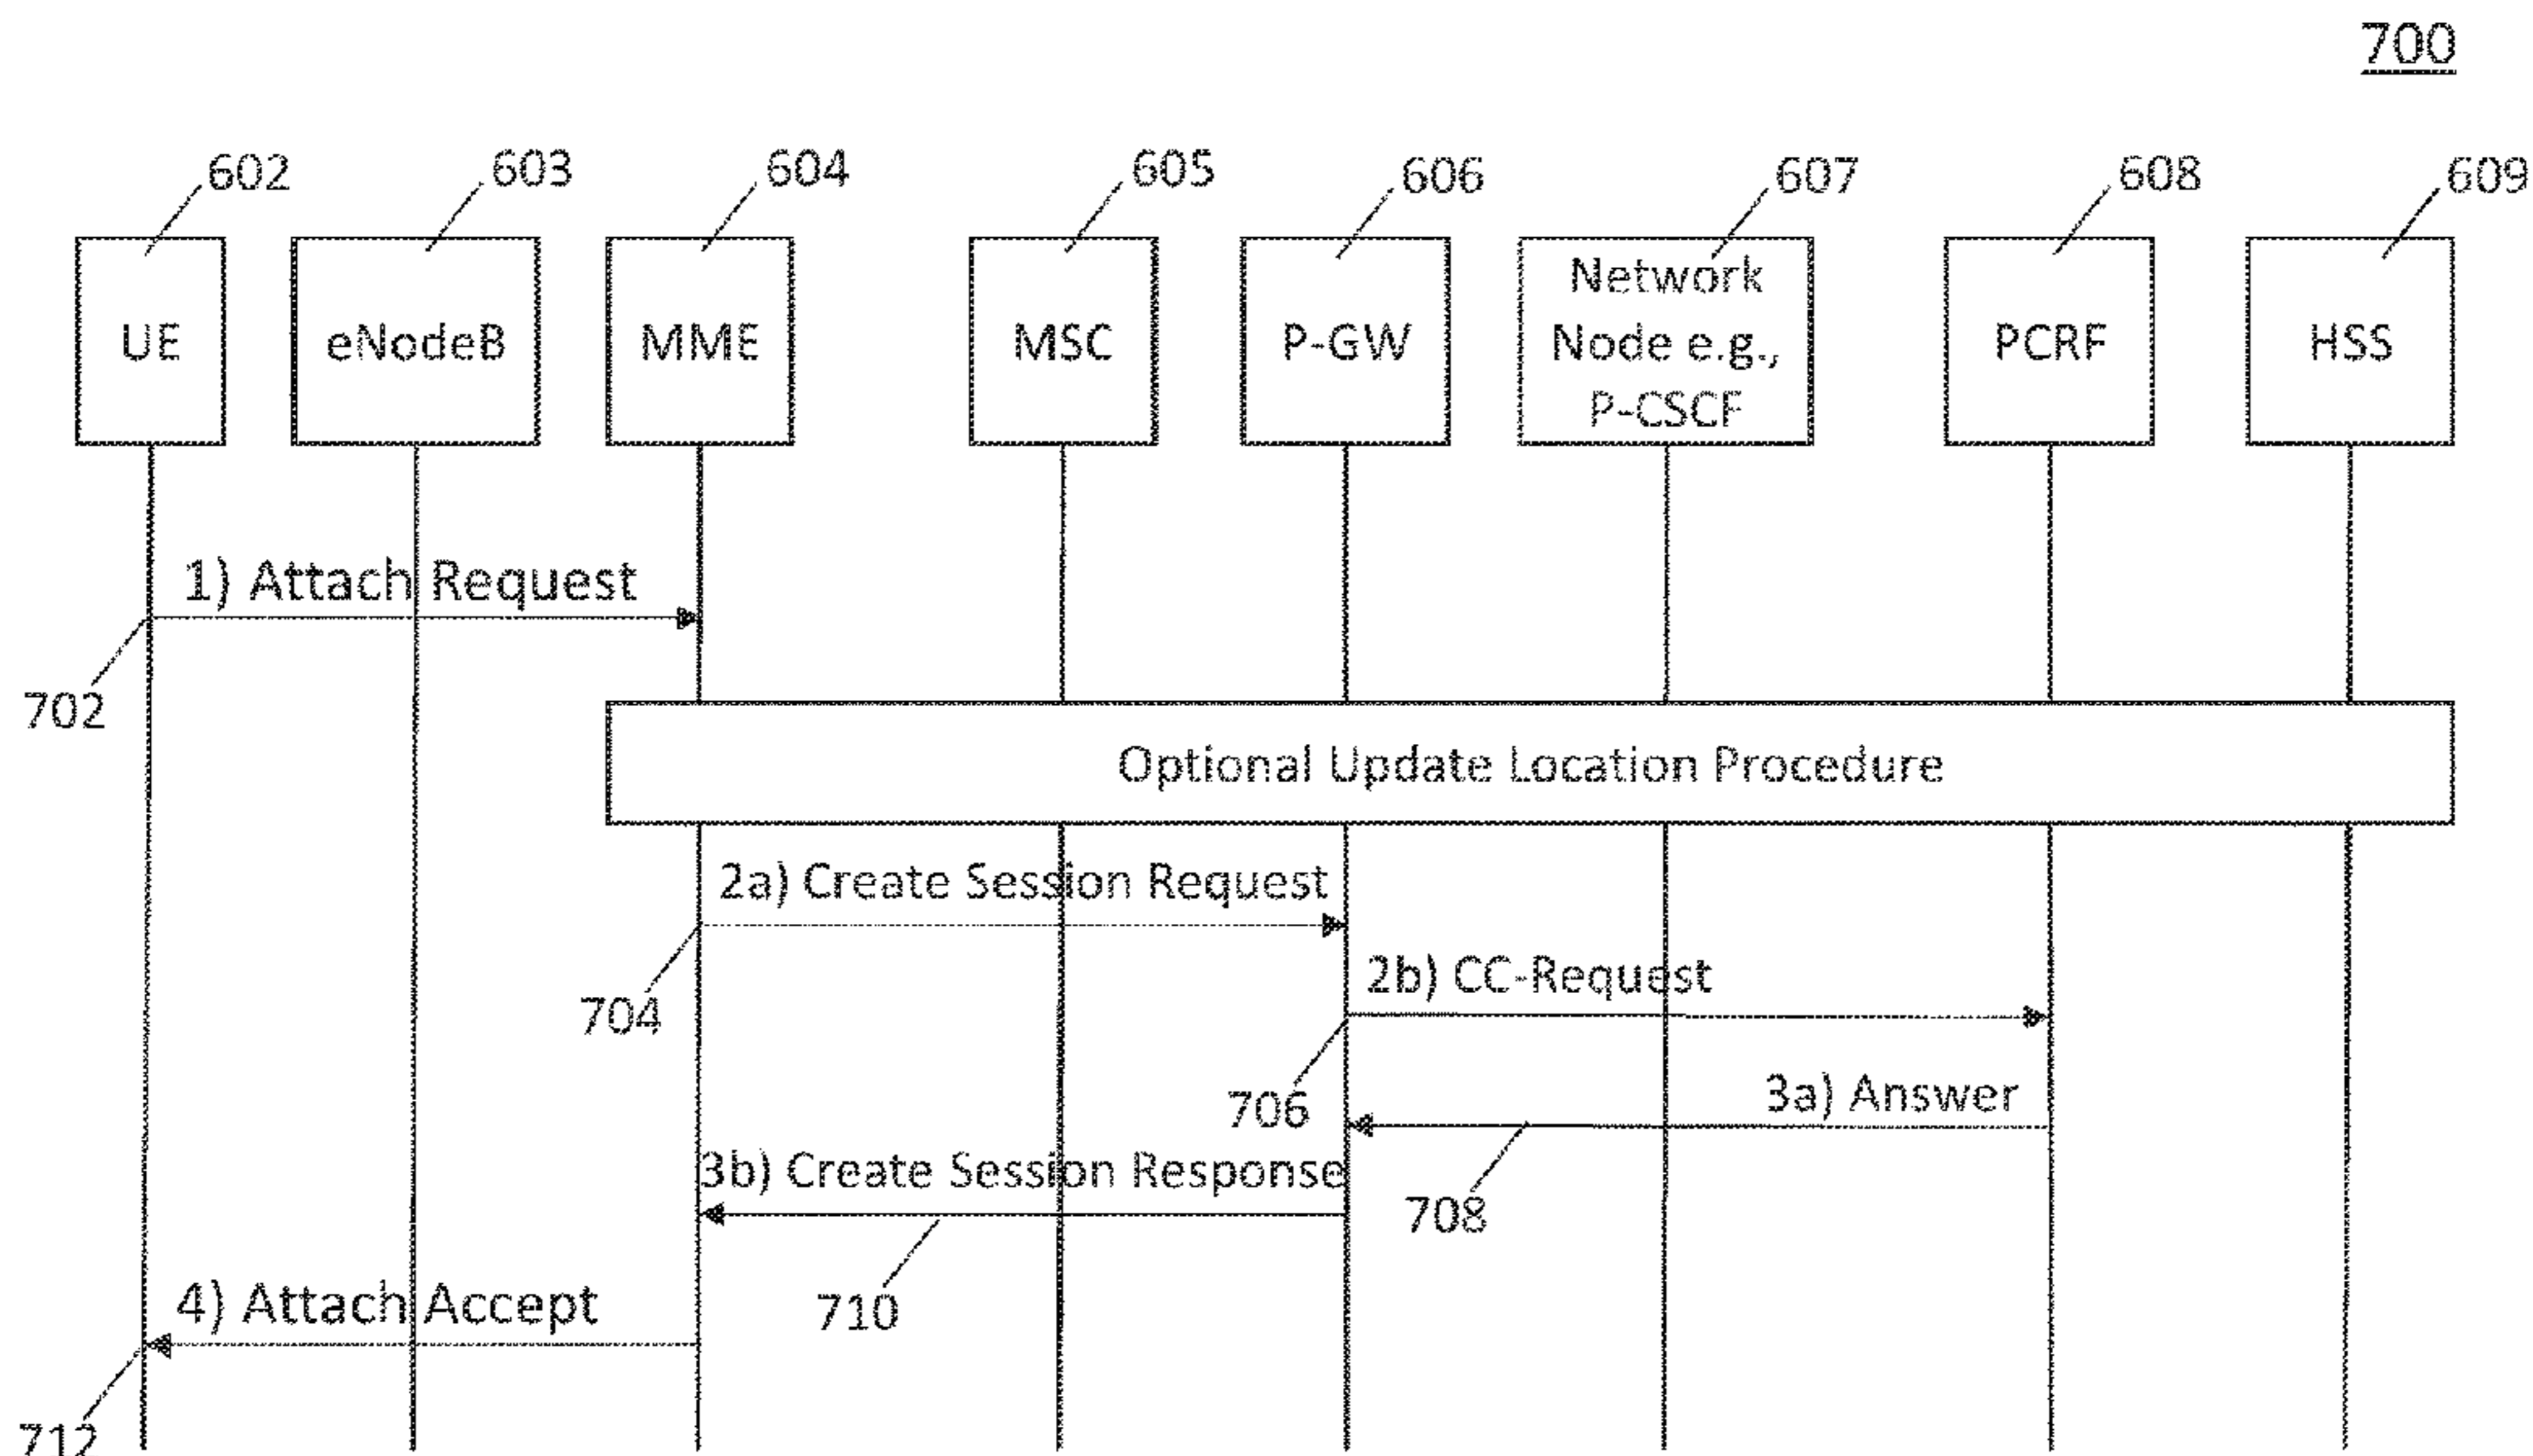 700
602
603
604
605
606
607
608
609
UE
eNodeB
MME
MSC
P-GW
Network
Node e.g.,
P-CSCF
PCRF
HSS
1) Attach Request
702
Optional Update Location Procedure
2a) Create Session Request
704
2b) CC-Request
706
3a) Answer
708
3b) Create Session Response
710
4) Attach Accept
712